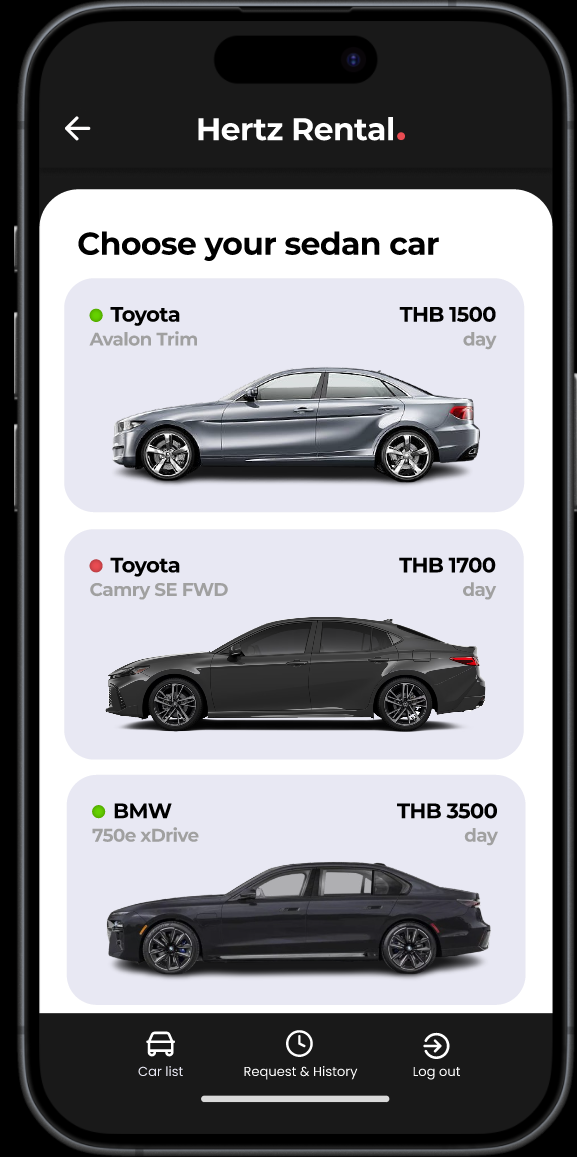 Hertz Rental.
Choose your sedan car
Toyota THB 1500
Avalon Trim day
Toyota THB 1700
Camry SE FWD day
BMW THB 3500
750e xDrive day
Car list Request & History Log out